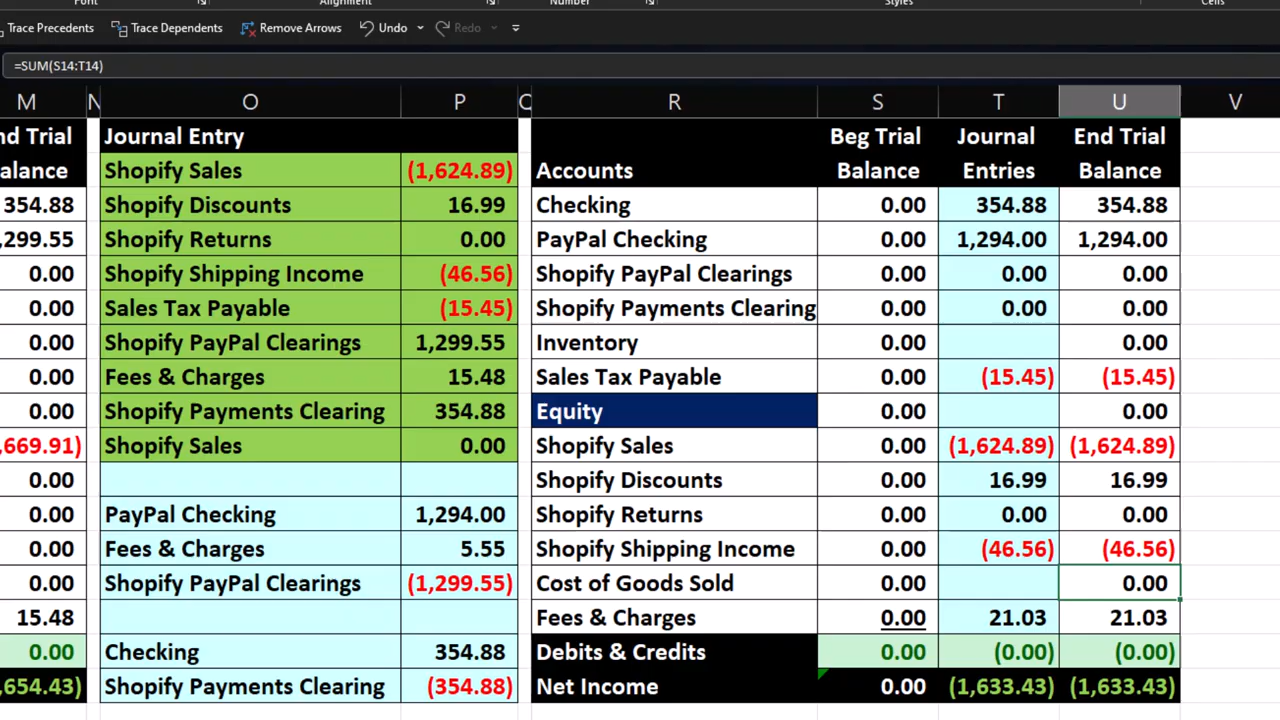 Font Alignment Number Styles Cells
Trace Precedents Trace Dependents Remove Arrows Undo Redo
=SUM(S14:T14)
M N O P Q R S T U V
nd Trial Journal Entry Beg Trial Journal End Trial
alance Shopify Sales (1,624.89) Accounts Balance Entries Balance
354.88 Shopify Discounts 16.99 Checking 0.00 354.88 354.88
,299.55 Shopify Returns 0.00 PayPal Checking 0.00 1,294.00 1,294.00
0.00 Shopify Shipping Income (46.56) Shopify PayPal Clearings 0.00 0.00 0.00
0.00 Sales Tax Payable (15.45) Shopify Payments Clearing 0.00 0.00 0.00
0.00 Shopify PayPal Clearings 1,299.55 Inventory 0.00 0.00
0.00 Fees & Charges 15.48 Sales Tax Payable 0.00 (15.45) (15.45)
0.00 Shopify Payments Clearing 354.88 Equity 0.00 0.00
,669.91) Shopify Sales 0.00 Shopify Sales 0.00 (1,624.89) (1,624.89)
0.00 Shopify Discounts 0.00 16.99 16.99
0.00 PayPal Checking 1,294.00 Shopify Returns 0.00 0.00 0.00
0.00 Fees & Charges 5.55 Shopify Shipping Income 0.00 (46.56) (46.56)
0.00 Shopify PayPal Clearings (1,299.55) Cost of Goods Sold 0.00 0.00
15.48 Fees & Charges 0.00 21.03 21.03
0.00 Checking 354.88 Debits & Credits 0.00 (0.00) (0.00)
,654.43) Shopify Payments Clearing (354.88) Net Income 0.00 (1,633.43) (1,633.43)